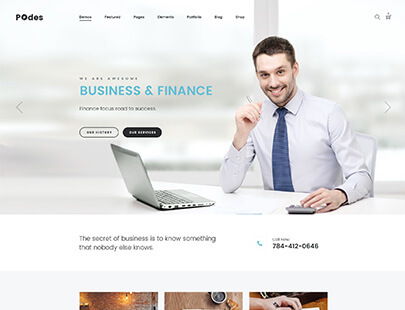 POdes
Demos Featured Pages Elements Portfolio Blog Shop
WE ARE AWESOME
BUSINESS & FINANCE
Finance focus road to success.
OUR HISTORY OUR SERVICES
The secret of business is to know something
that nobody else knows.
Call Now
784-412-0646